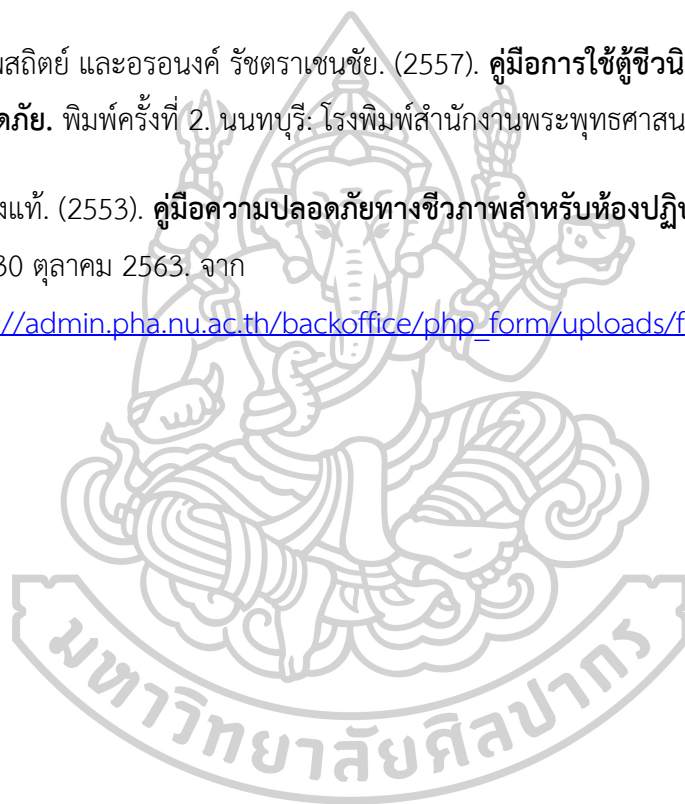 มสถิตย์ และอรอนงค์ รัชตราเชนชัย. (2557). คู่มือการใช้ตู้ชีวนิ
ดภัย. พิมพ์ครั้งที่ 2. นนทบุรี: โรงพิมพ์สำนักงานพระพุทธศาสน
งแท้. (2553). คู่มือความปลอดภัยทางชีวภาพสำหรับห้องปฏิบ
30 ตุลาคม 2563. จาก
://admin.pha.nu.ac.th/backoffice/php_form/uploads/f
มหาวิทยาลัยศิลปากร